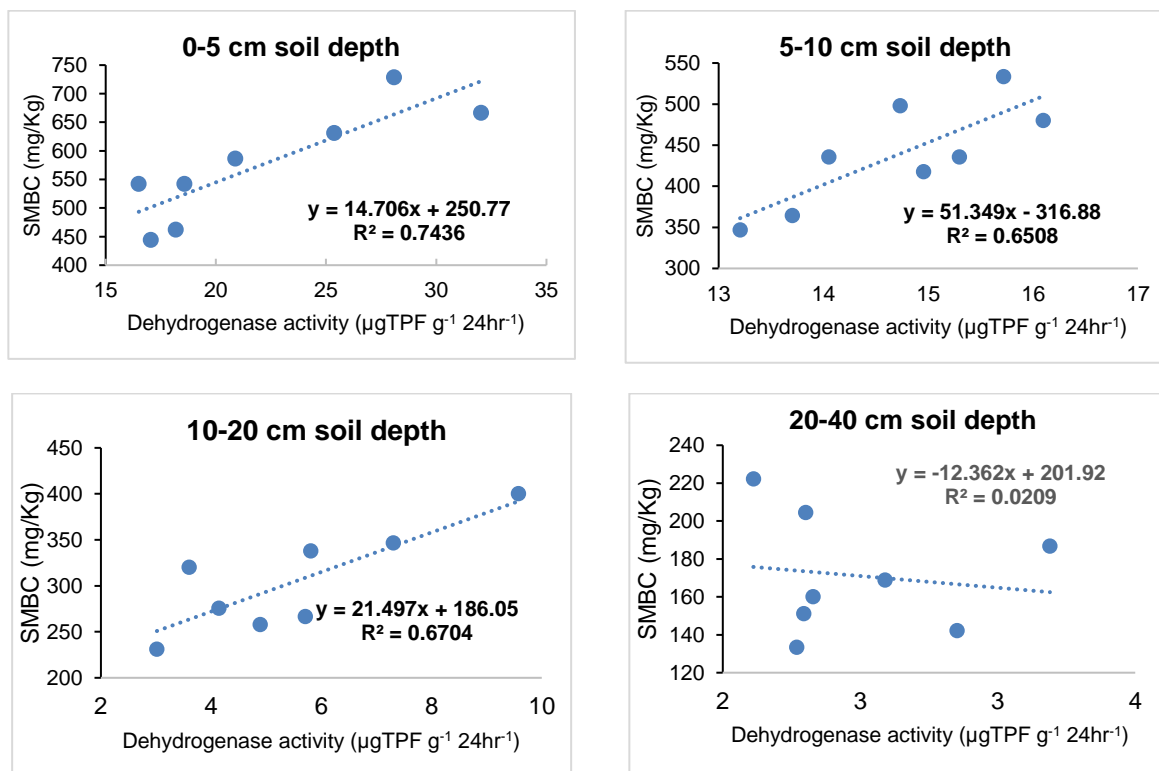 0-5 cm soil depth
SMBC (mg/Kg)
750
700
650
600
550
500
450
400
y = 14.706x + 250.77
R² = 0.7436
15 20 25 30 35
Dehydrogenase activity (µgTPF g⁻¹ 24hr⁻¹)
5-10 cm soil depth
SMBC (mg/Kg)
550
500
450
400
350
300
y = 51.349x - 316.88
R² = 0.6508
13 14 15 16 17
Dehydrogenase activity (µgTPF g⁻¹ 24hr⁻¹)
10-20 cm soil depth
SMBC (mg/Kg)
450
400
350
300
250
200
y = 21.497x + 186.05
R² = 0.6704
2 4 6 8 10
Dehydrogenase activity (µgTPF g⁻¹ 24hr⁻¹)
20-40 cm soil depth
SMBC (mg/Kg)
240
220
200
180
160
140
120
y = -12.362x + 201.92
R² = 0.0209
2 3 3 4
Dehydrogenase activity (µgTPF g⁻¹ 24hr⁻¹)